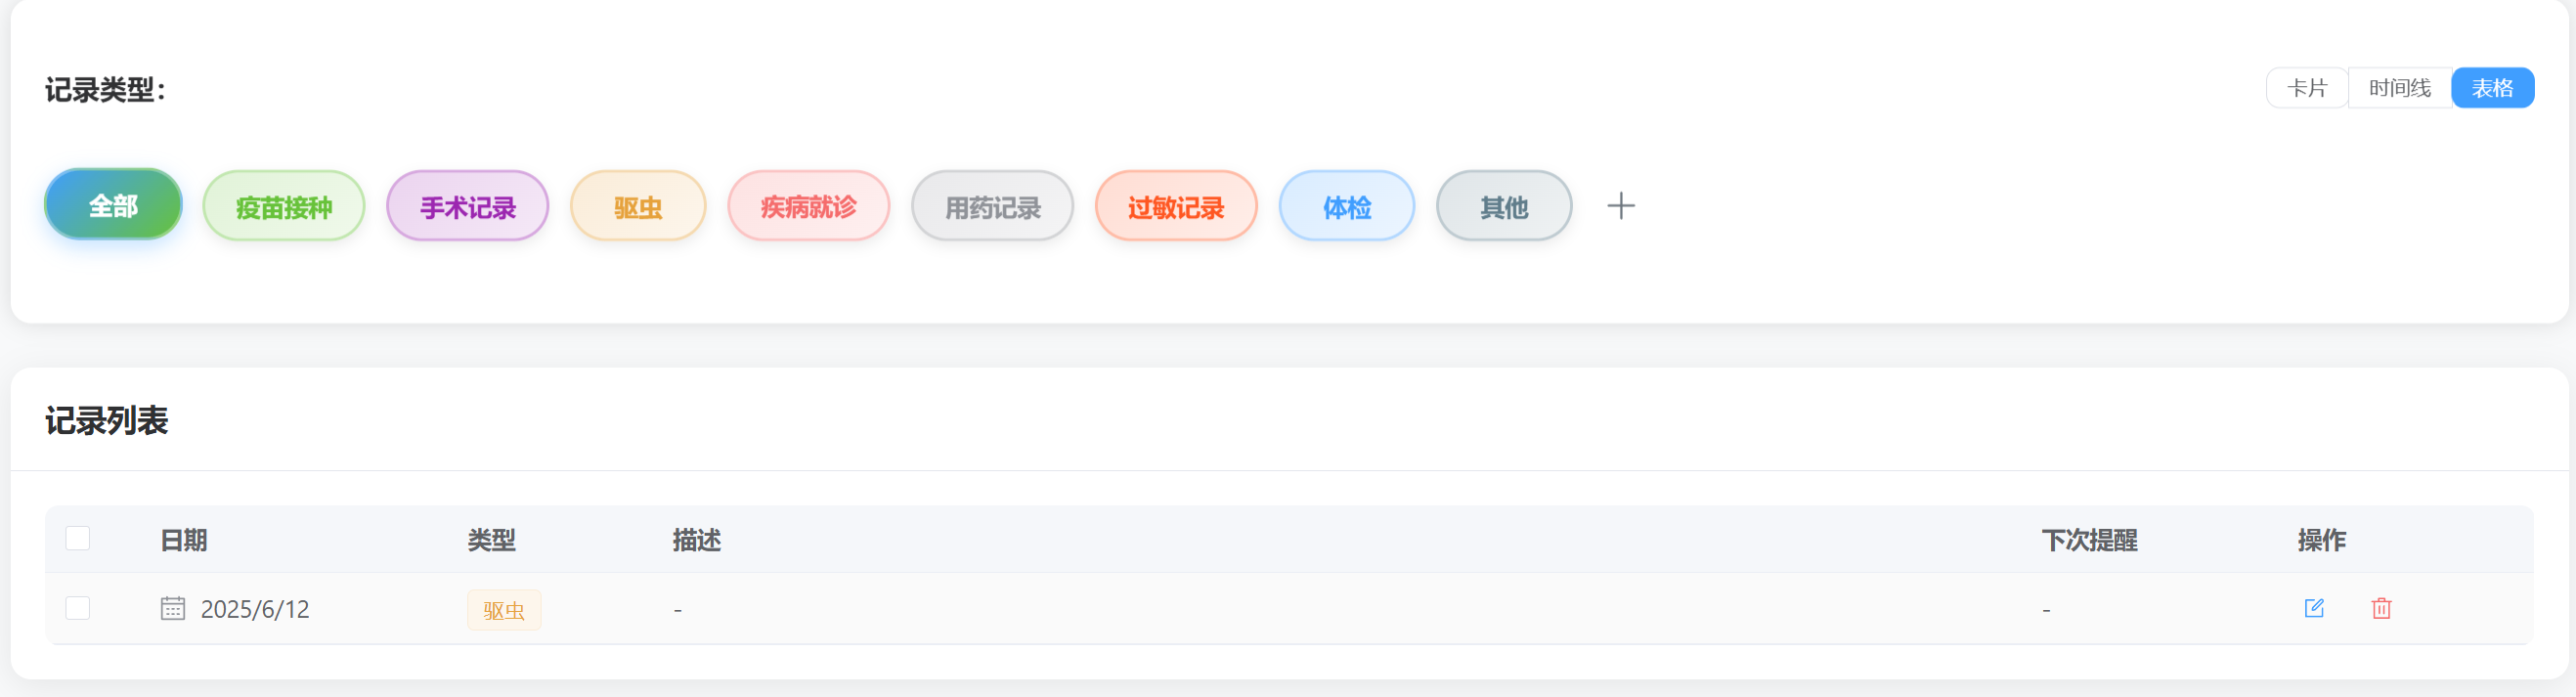 记录类型：
卡片 时间线 表格
全部 疫苗接种 手术记录 驱虫 疾病就诊 用药记录 过敏记录 体检 其他
记录列表
日期 类型 描述 下次提醒 操作
2025/6/12 驱虫 - -